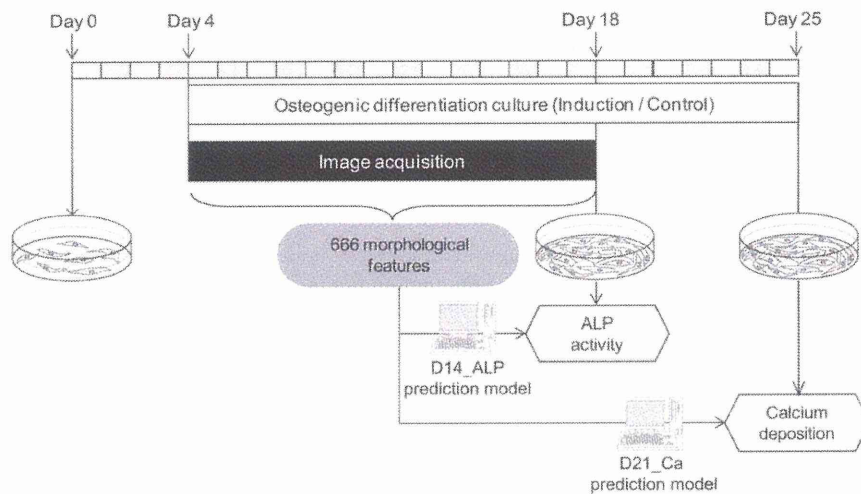 Day 0
Day 4
Day 18
Day 25
Osteogenic differentiation culture (Induction / Control)
Image acquisition
666 morphological
features
ALP
activity
D14_ALP
prediction model
Calcium
deposition
D21_Ca
prediction model